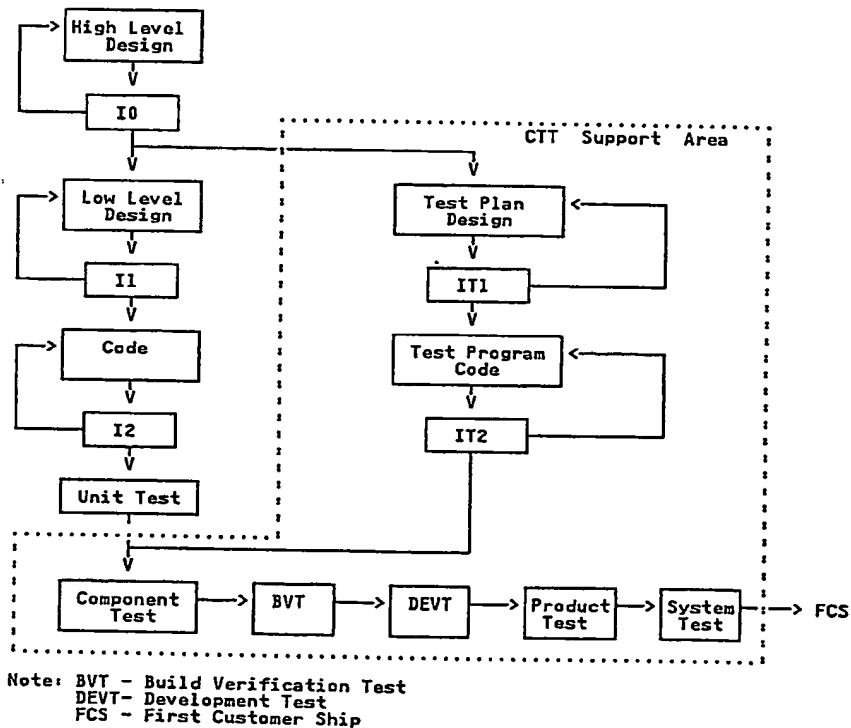 High Level
Design
I0
CTT Support Area
Low Level
Design
Test Plan
Design
I1
IT1
Code
Test Program
Code
I2
IT2
Unit Test
Component
Test
BVT
DEVT
Product
Test
System
Test
FCS
Note: BVT - Build Verification Test
DEVT- Development Test
FCS - First Customer Ship